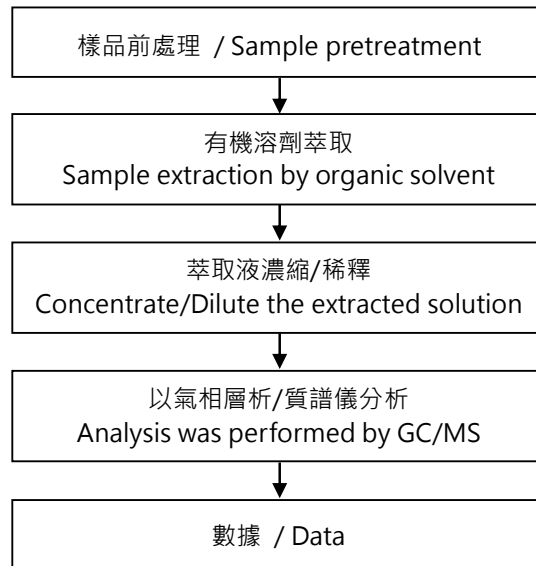 樣品前處理 / Sample pretreatment
有機溶劑萃取
Sample extraction by organic solvent
萃取液濃縮/稀釋
Concentrate/Dilute the extracted solution
以氣相層析/質譜儀分析
Analysis was performed by GC/MS
數據 / Data